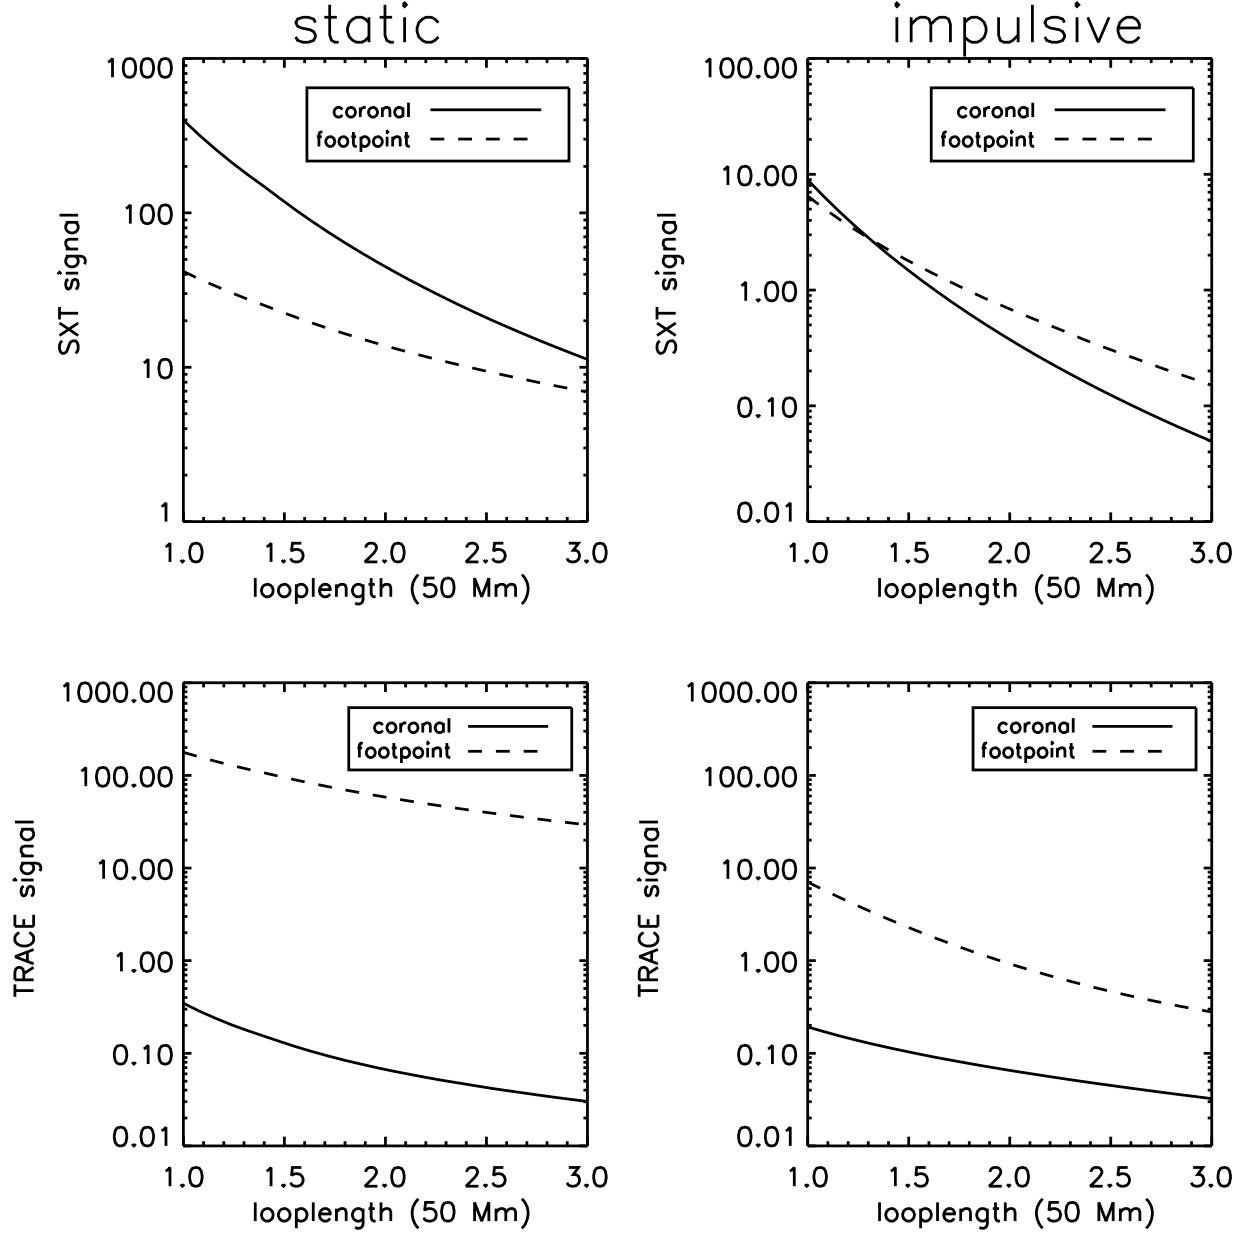 static
1000
100
10
1
SXT signal
coronal
footpoint
1.0 1.5 2.0 2.5 3.0
looplength (50 Mm)
impulsive
100.00
10.00
1.00
0.10
0.01
SXT signal
coronal
footpoint
1.0 1.5 2.0 2.5 3.0
looplength (50 Mm)
1000.00
100.00
10.00
1.00
0.10
0.01
TRACE signal
coronal
footpoint
1.0 1.5 2.0 2.5 3.0
looplength (50 Mm)
1000.00
100.00
10.00
1.00
0.10
0.01
TRACE signal
coronal
footpoint
1.0 1.5 2.0 2.5 3.0
looplength (50 Mm)